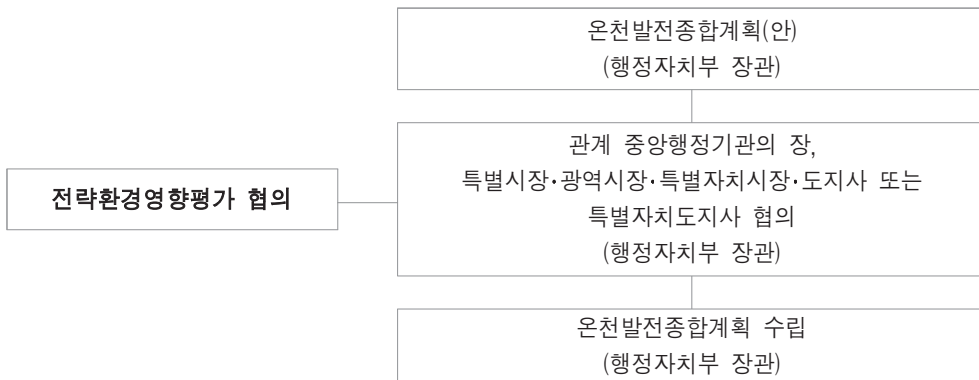 온천발전종합계획(안)
(행정자치부 장관)
관계 중앙행정기관의 장,
특별시장·광역시장·특별자치시장·도지사 또는
특별자치도지사 협의
(행정자치부 장관)
전략환경영향평가 협의
온천발전종합계획 수립
(행정자치부 장관)